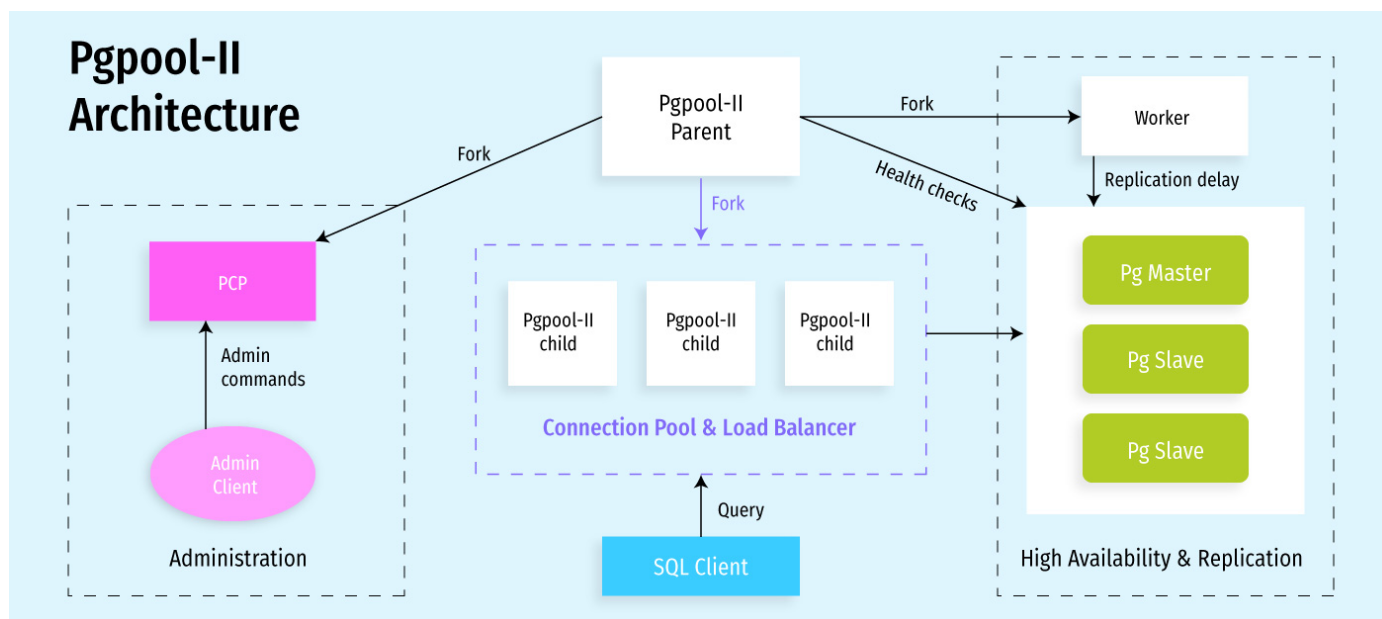 Pgpool-II
Architecture
Pgpool-II
Parent
Fork
Worker
Fork
Health checks
Replication delay
Fork
PCP
Pg Master
Pgpool-II
child
Pgpool-II
child
Pgpool-II
child
Admin
commands
Pg Slave
Connection Pool & Load Balancer
Pg Slave
Admin
Client
Query
Administration
SQL Client
High Availability & Replication